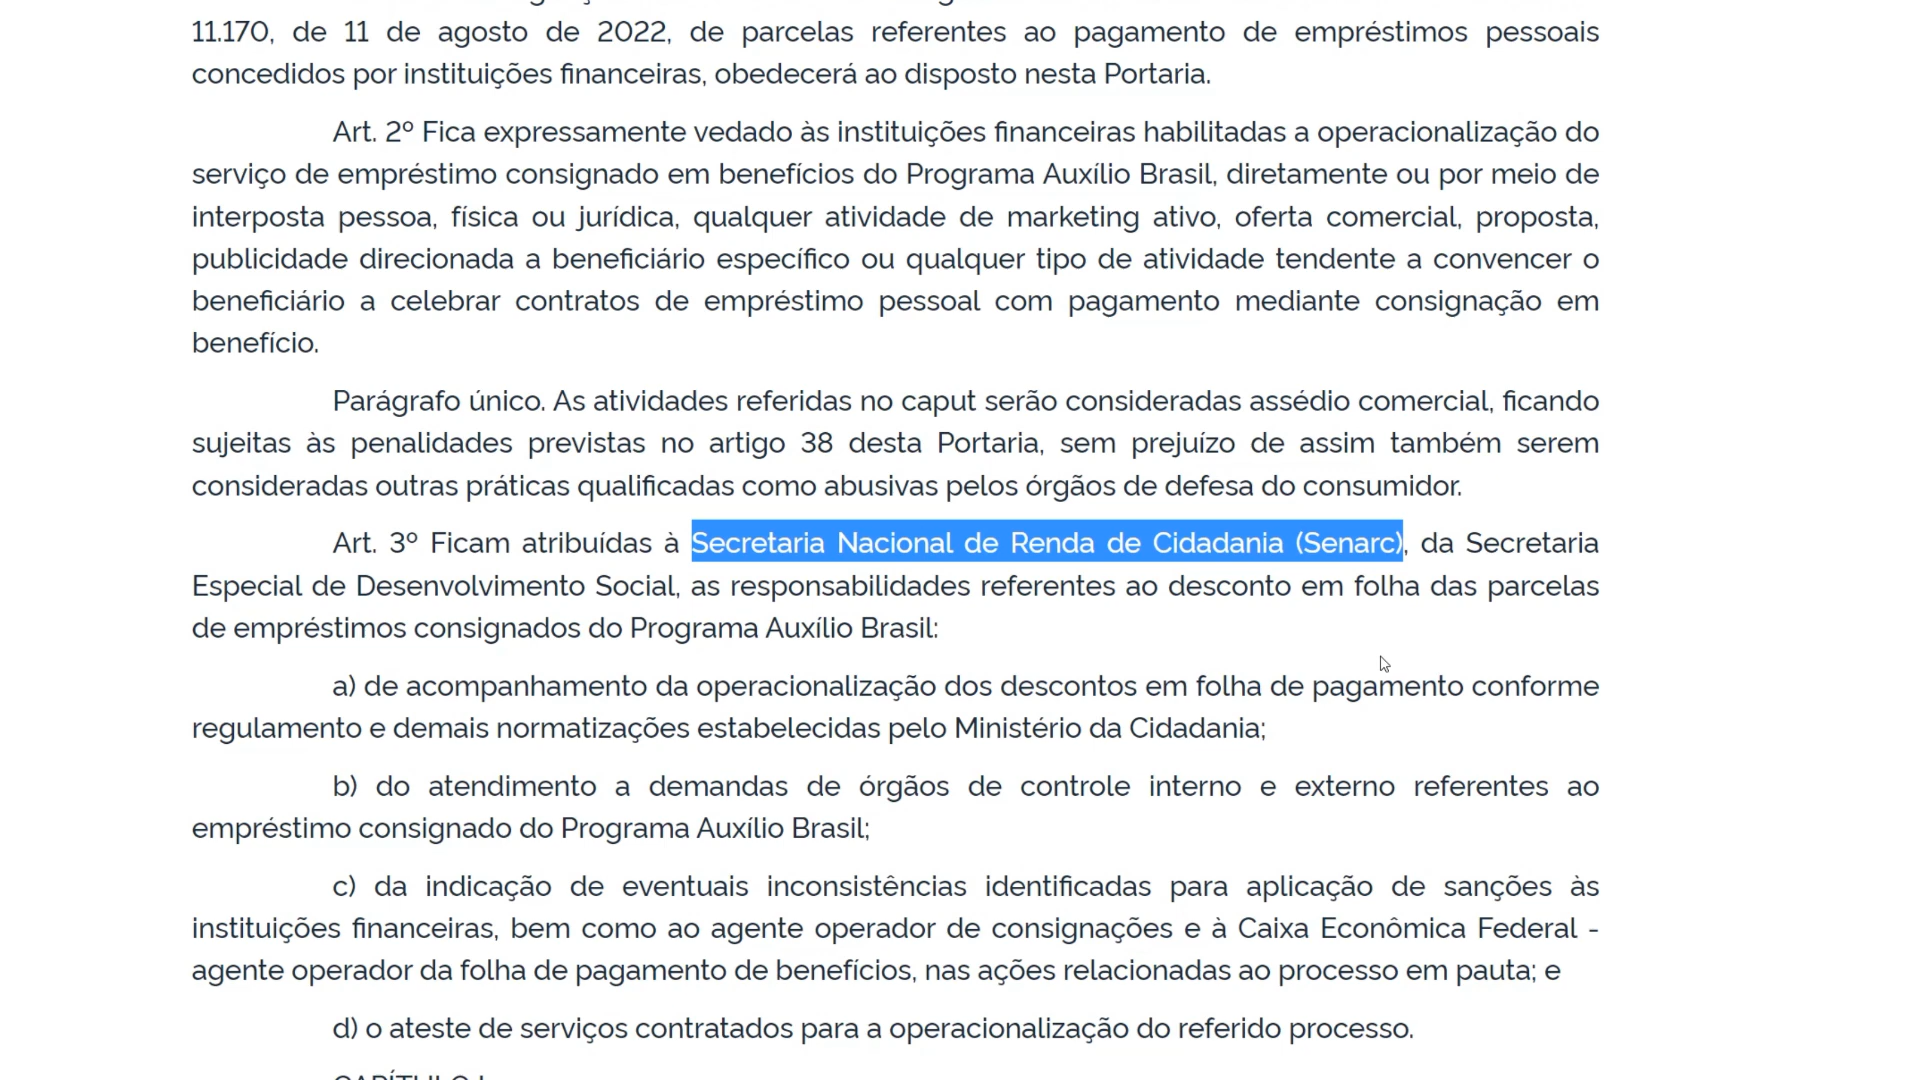 11.170, de 11 de agosto de 2022, de parcelas referentes ao pagamento de empréstimos pessoais
concedidos por instituições financeiras, obedecerá ao disposto nesta Portaria.
Art. 2º Fica expressamente vedado às instituições financeiras habilitadas a operacionalização do
serviço de empréstimo consignado em benefícios do Programa Auxílio Brasil, diretamente ou por meio de
interposta pessoa, física ou jurídica, qualquer atividade de marketing ativo, oferta comercial, proposta,
publicidade direcionada a beneficiário específico ou qualquer tipo de atividade tendente a convencer o
beneficiário a celebrar contratos de empréstimo pessoal com pagamento mediante consignação em
benefício.
Parágrafo único. As atividades referidas no caput serão consideradas assédio comercial, ficando
sujeitas às penalidades previstas no artigo 38 desta Portaria, sem prejuízo de assim também serem
consideradas outras práticas qualificadas como abusivas pelos órgãos de defesa do consumidor.
Art. 3º Ficam atribuídas à Secretaria Nacional de Renda de Cidadania (Senarc), da Secretaria
Especial de Desenvolvimento Social, as responsabilidades referentes ao desconto em folha das parcelas
de empréstimos consignados do Programa Auxílio Brasil:
a) de acompanhamento da operacionalização dos descontos em folha de pagamento conforme
regulamento e demais normatizações estabelecidas pelo Ministério da Cidadania;
b) do atendimento a demandas de órgãos de controle interno e externo referentes ao
empréstimo consignado do Programa Auxílio Brasil;
c) da indicação de eventuais inconsistências identificadas para aplicação de sanções às
instituições financeiras, bem como ao agente operador de consignações e à Caixa Econômica Federal -
agente operador da folha de pagamento de benefícios, nas ações relacionadas ao processo em pauta; e
d) o ateste de serviços contratados para a operacionalização do referido processo.
CAPÍTULO I